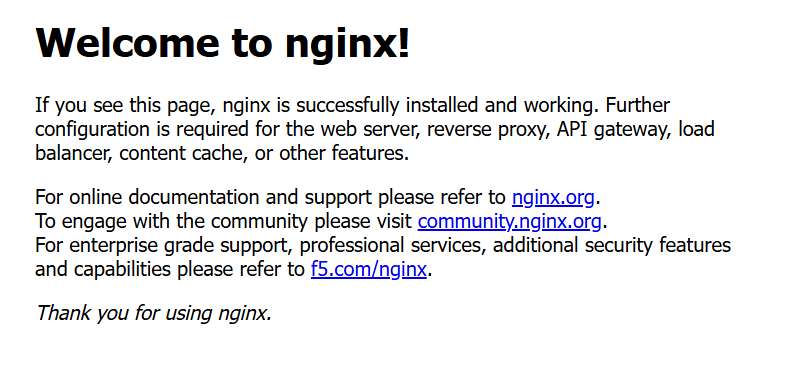 Welcome to nginx!
If you see this page, nginx is successfully installed and working. Further
configuration is required for the web server, reverse proxy, API gateway, load
balancer, content cache, or other features.
For online documentation and support please refer to nginx.org.
To engage with the community please visit community.nginx.org.
For enterprise grade support, professional services, additional security features
and capabilities please refer to f5.com/nginx.
Thank you for using nginx.